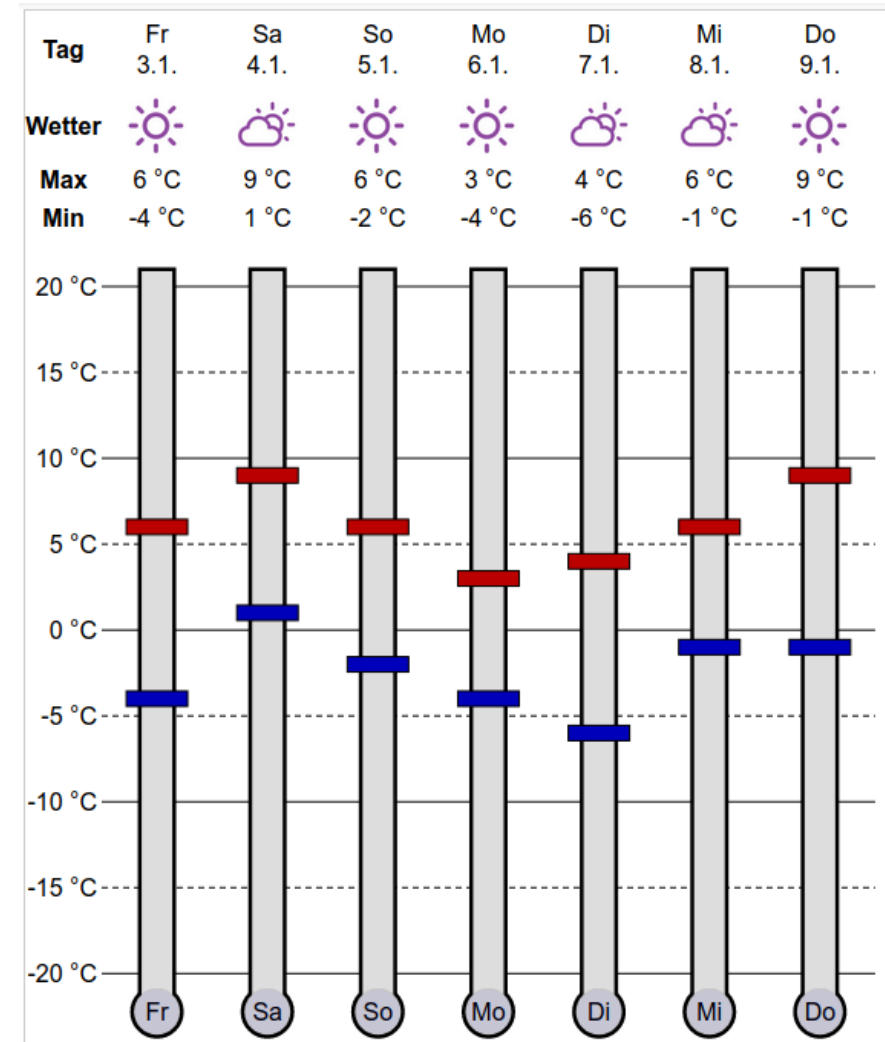 Tag Fr Sa So Mo Di Mi Do
3.1. 4.1. 5.1. 6.1. 7.1. 8.1. 9.1.
Wetter
Max 6 °C 9 °C 6 °C 3 °C 4 °C 6 °C 9 °C
Min -4 °C 1 °C -2 °C -4 °C -6 °C -1 °C -1 °C
20 °C
15 °C
10 °C
5 °C
0 °C
-5 °C
-10 °C
-15 °C
-20 °C
Fr Sa So Mo Di Mi Do